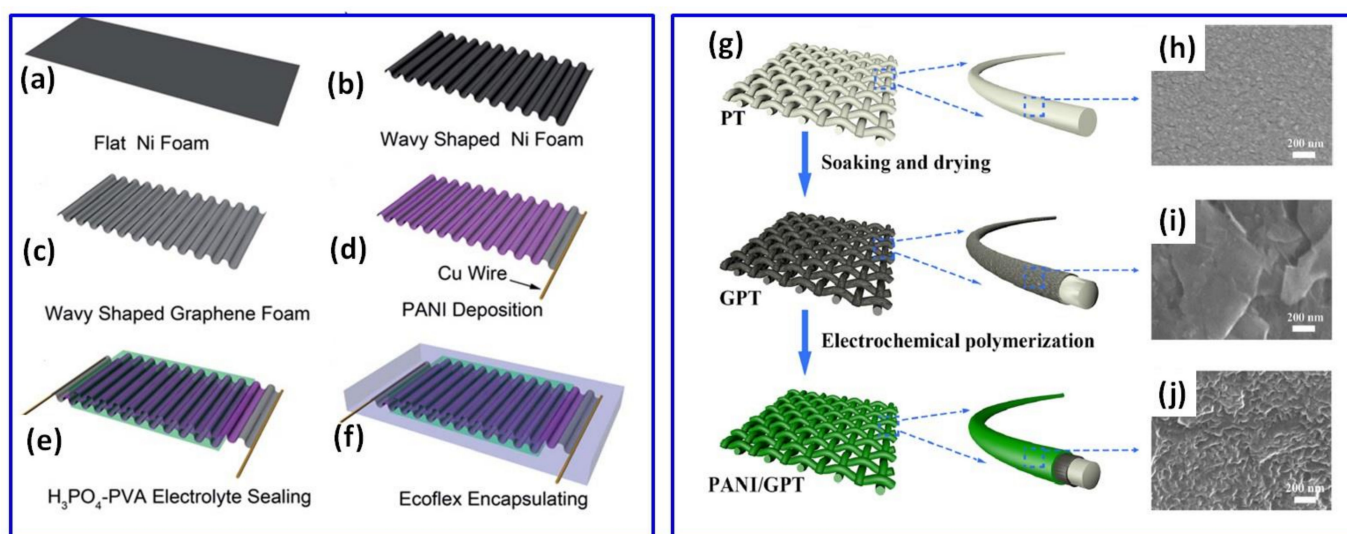 (a)
Flat Ni Foam
(b)
Wavy Shaped Ni Foam
(c)
Wavy Shaped Graphene Foam
(d)
Cu Wire
PANI Deposition
(e)
H₃PO₄-PVA Electrolyte Sealing
(f)
Ecoflex Encapsulating
(g)
PT
Soaking and drying
GPT
Electrochemical polymerization
PANI/GPT
(h)
200 nm
(i)
200 nm
(j)
200 nm